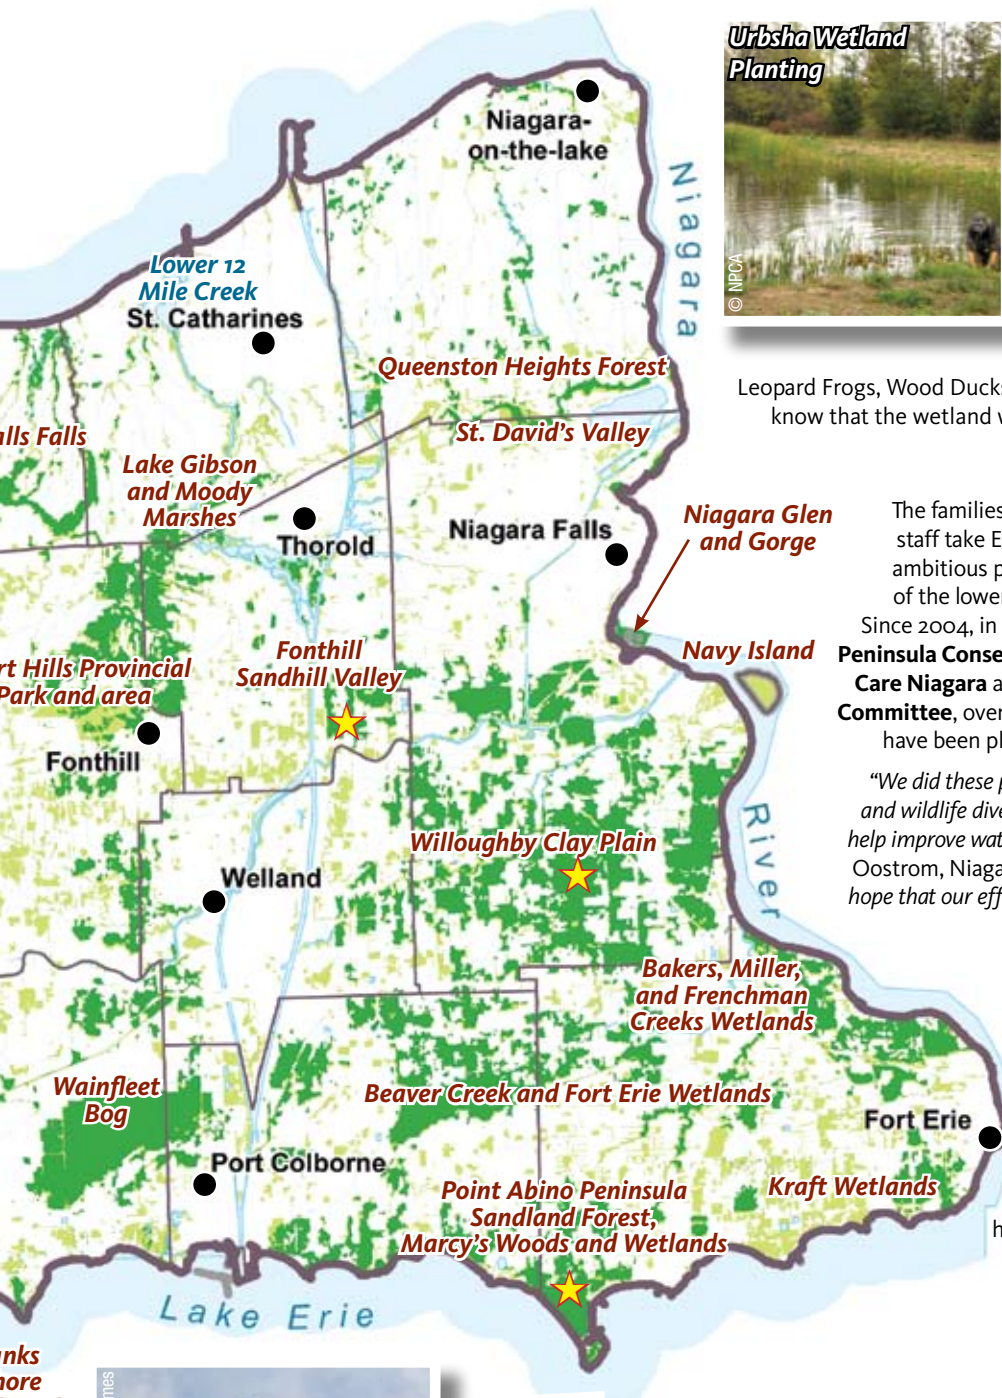 Urbsha Wetland
Planting
© NPCA
Niagara-
on-the-lake
Niagara
Lower 12
Mile Creek
St. Catharines
Queenston Heights Forest
St. David's Valley
Leopard Frogs, Wood Ducks
know that the wetland w
alls Falls
Lake Gibson
and Moody
Marshes
Thorold
Niagara Falls
Niagara Glen
and Gorge
The families
staff take E
ambitious p
of the lower
Since 2004, in
Peninsula Conse
Care Niagara a
Committee, over
have been pl
Fonthill
Sandhill Valley
Navy Island
rt Hills Provincial
Park and area
Fonthill
“We did these p
and wildlife dive
help improve wat
Oostrom, Niaga
hope that our eff
River
Willoughby Clay Plain
Welland
Bakers, Miller,
and Frenchman
Creeks Wetlands
Wainfleet
Bog
Beaver Creek and Fort Erie Wetlands
Fort Erie
Port Colborne
Point Abino Peninsula
Sandland Forest,
Marcy's Woods and Wetlands
Kraft Wetlands
h
Lake Erie
nks
hore
mes